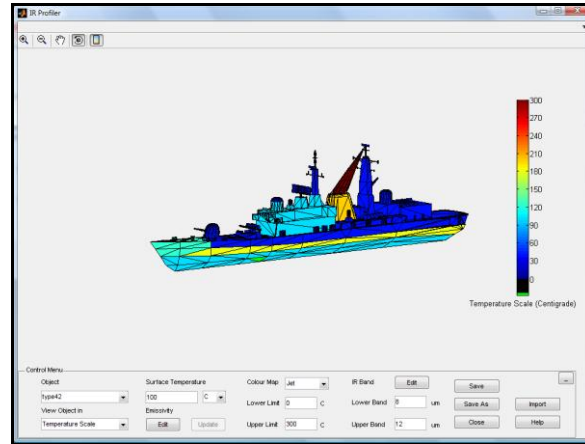 IR Profiler
300
270
240
210
180
150
120
90
60
30
0
Temperature Scale (Centigrade)
Control Menu
Object
Surface Temperature
Colour Map
Jet
IR Band
Edit
Save
type42
100
C
Lower Limit
0
C
Lower Band
8
um
Save As
Import
View Object in
Emissivity
Temperature Scale
Edit
Update
Upper Limit
300
C
Upper Band
12
um
Close
Help